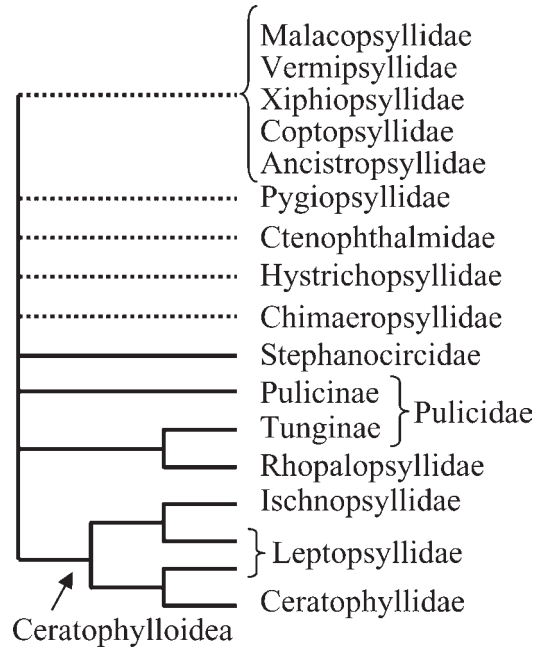 Malacopsyllidae
Vermipsyllidae
Xiphiopsyllidae
Coptopsyllidae
Ancistropsyllidae
Pygiopsyllidae
Ctenophthalmidae
Hystrichopsyllidae
Chimaeropsyllidae
Stephanocircidae
Pulicinae
Pulicidae
Tunginae
Rhopalopsyllidae
Ischnopsyllidae
Leptopsyllidae
Ceratophyllidae
Ceratophylloidea